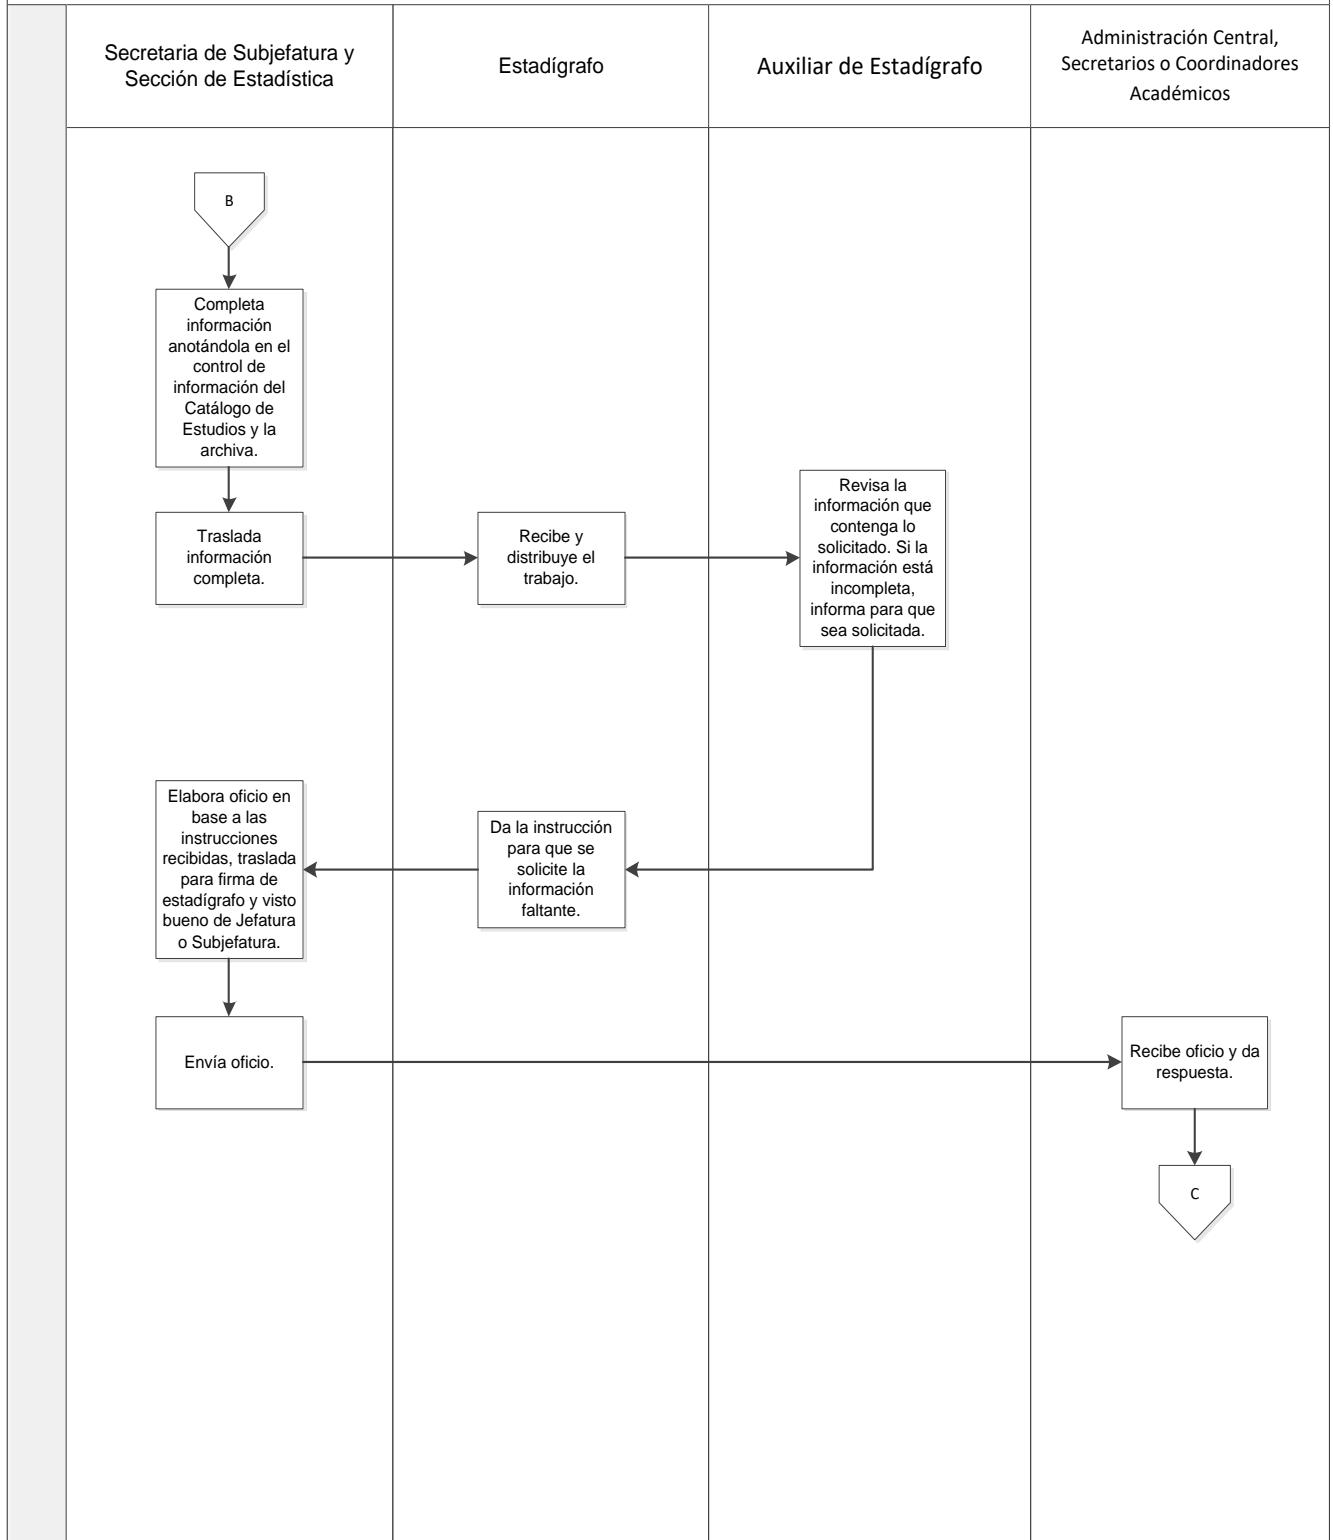 Secretaria de Subjefatura y
Sección de Estadística
Estadígrafo
Auxiliar de Estadígrafo
Administración Central,
Secretarios o Coordinadores
Académicos
B
Completa
información
anotándola en el
control de
información del
Catálogo de
Estudios y la
archiva.
Traslada
información
completa.
Recibe y
distribuye el
trabajo.
Revisa la
información que
contenga lo
solicitado. Si la
información está
incompleta,
informa para que
sea solicitada.
Elabora oficio en
base a las
instrucciones
recibidas, traslada
para firma de
estadígrafo y visto
bueno de Jefatura
o Subjefatura.
Da la instrucción
para que se
solicite la
información
faltante.
Envía oficio.
Recibe oficio y da
respuesta.
C